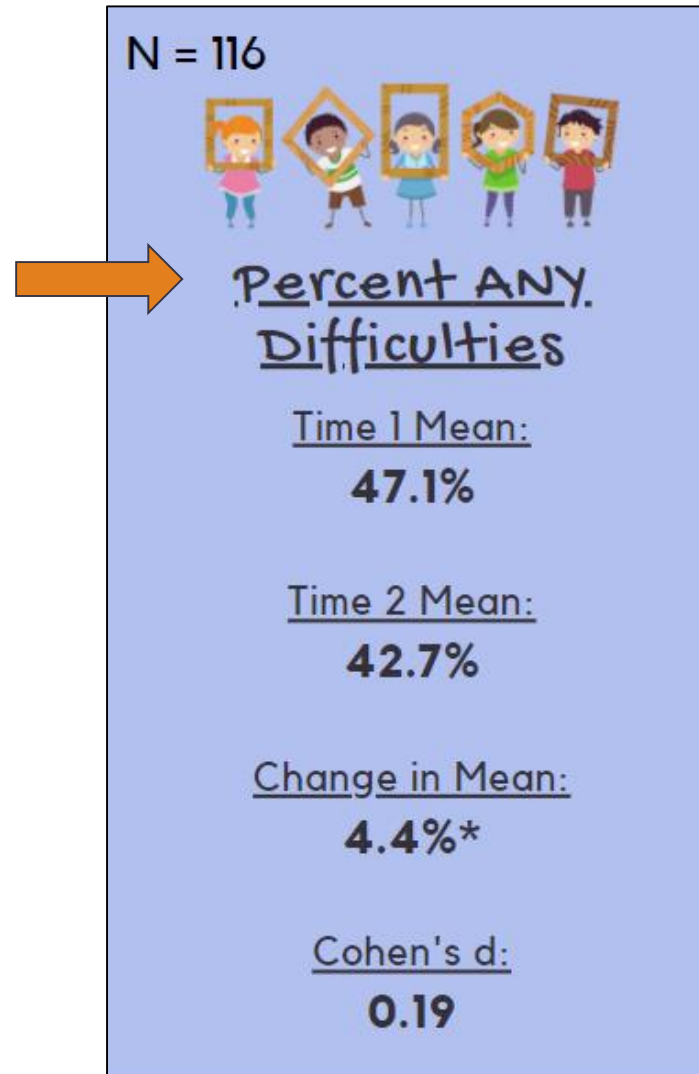 N = 116
Percent ANY
Difficulties
Time 1 Mean:
47.1%
Time 2 Mean:
42.7%
Change in Mean:
4.4%*
Cohen's d:
0.19